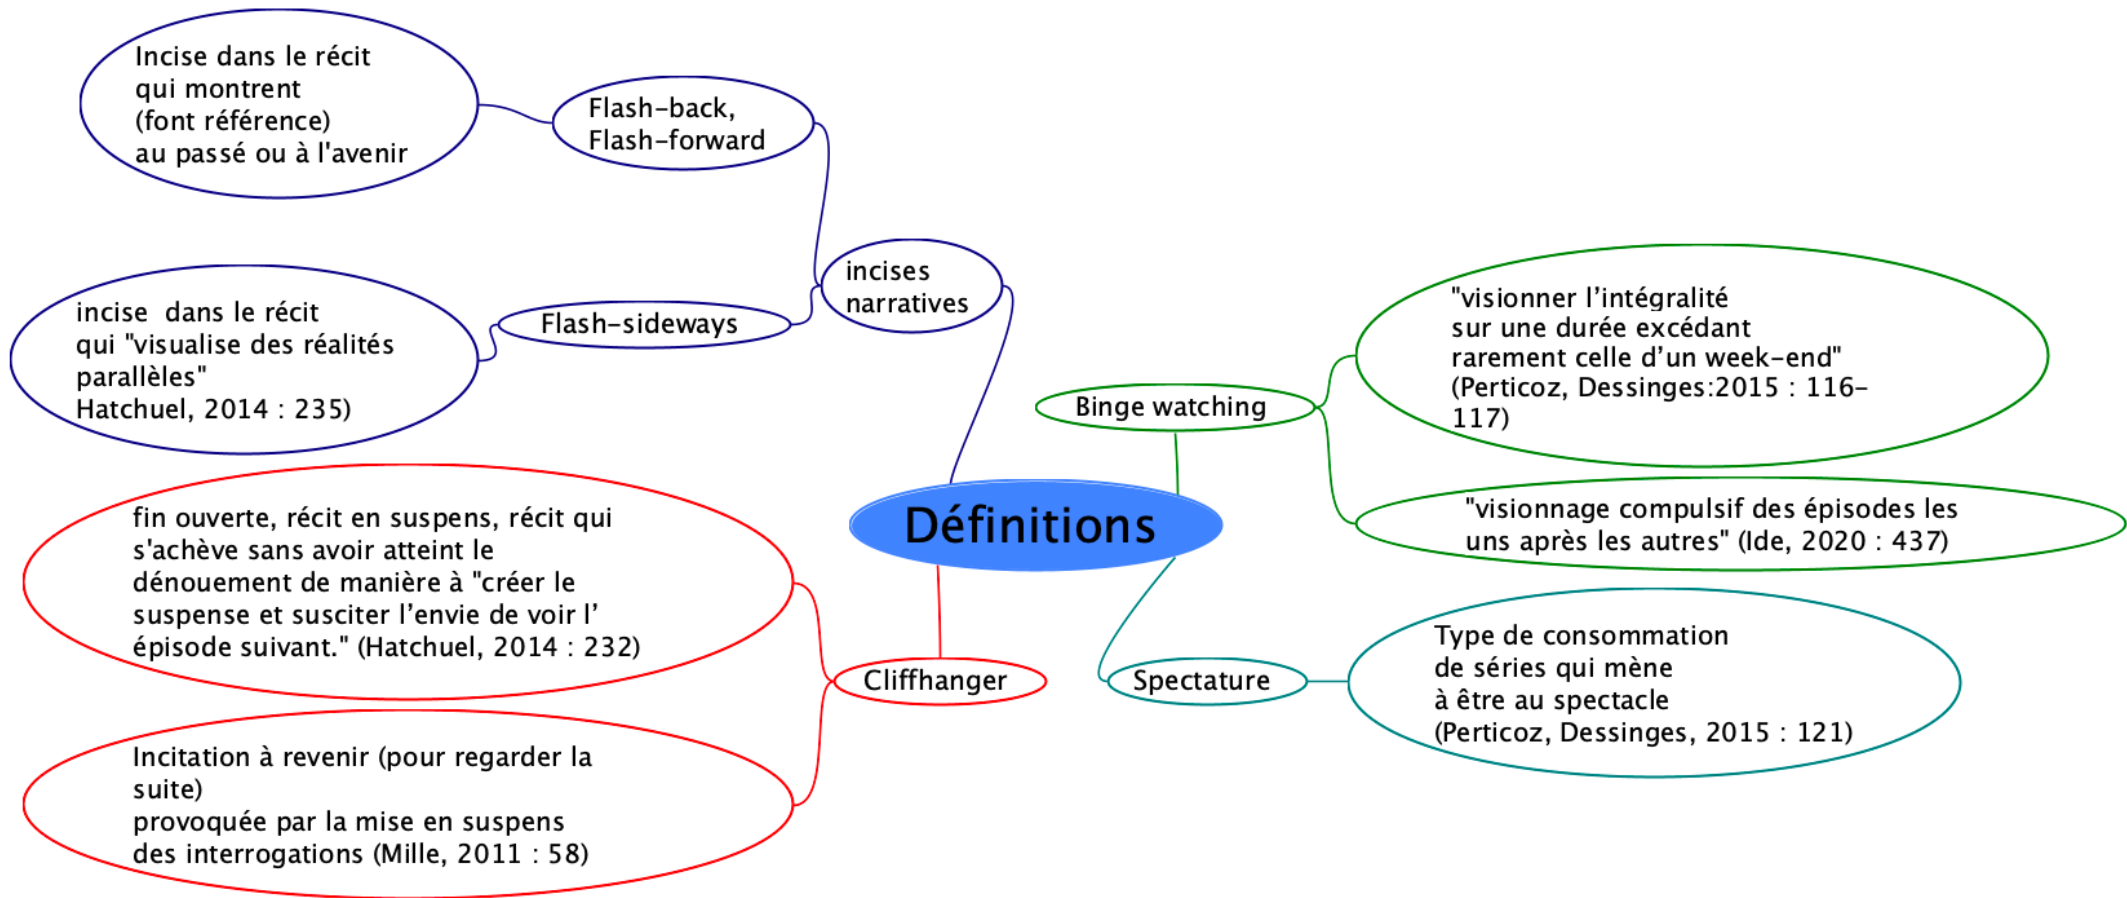 Incise dans le récit
qui montrent
(font référence)
au passé ou à l'avenir
Flash-back,
Flash-forward
incises
narratives
incise  dans le récit
qui "visualise des réalités
parallèles"
Hatchuel, 2014 : 235)
Flash-sideways
"visionner l’intégralité
sur une durée excédant
rarement celle d’un week-end"
(Perticoz, Dessinges:2015 : 116-
117)
Binge watching
"visionnage compulsif des épisodes les
uns après les autres" (Ide, 2020 : 437)
Définitions
fin ouverte, récit en suspens, récit qui
s'achève sans avoir atteint le
dénouement de manière à "créer le
suspense et susciter l’envie de voir l’
épisode suivant." (Hatchuel, 2014 : 232)
Cliffhanger
Incitation à revenir (pour regarder la
suite)
provoquée par la mise en suspens
des interrogations (Mille, 2011 : 58)
Spectature
Type de consommation
de séries qui mène
à être au spectacle
(Perticoz, Dessinges, 2015 : 121)